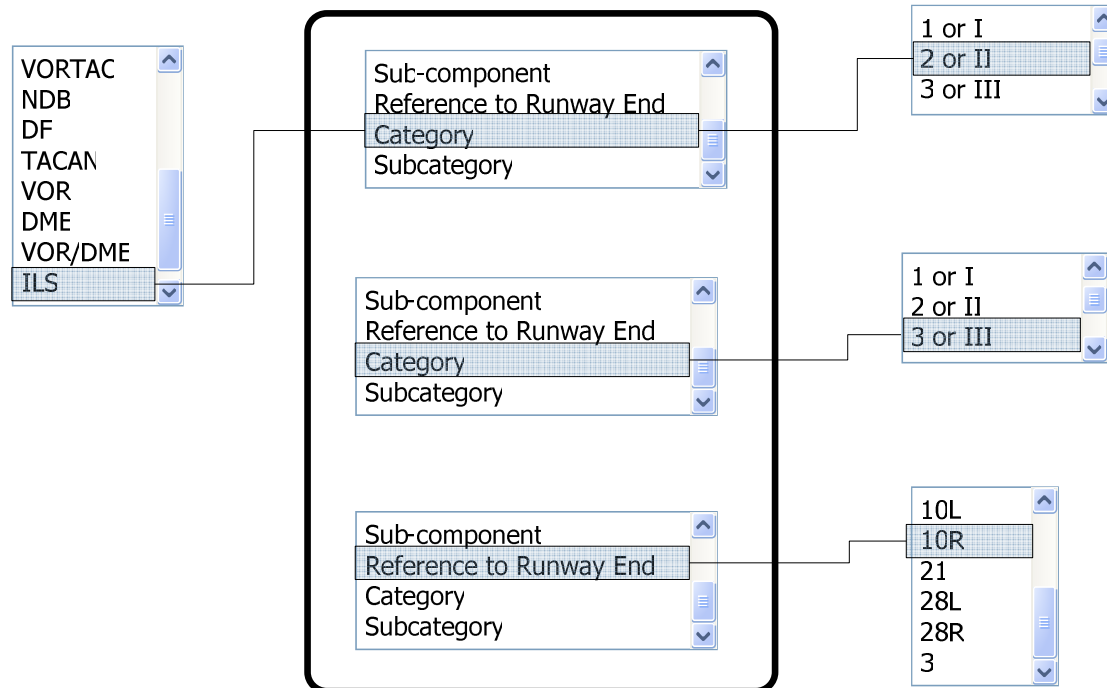 VORTAC
NDB
DF
TACAN
VOR
DME
VOR/DME
ILS
Sub-component
Reference to Runway End
Category
Subcategory
1 or I
2 or II
3 or III
Sub-component
Reference to Runway End
Category
Subcategory
1 or I
2 or II
3 or III
Sub-component
Reference to Runway End
Category
Subcategory
10L
10R
21
28L
28R
3